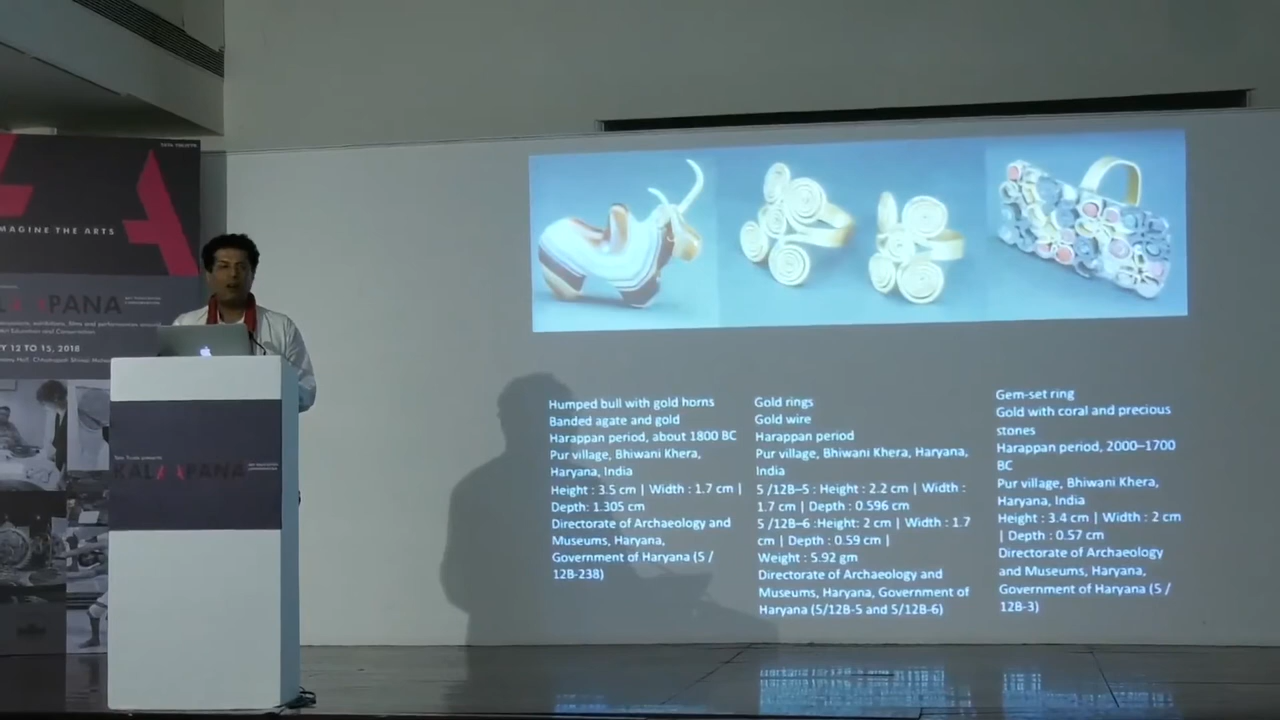 TATA TRUSTS
MAGINE THE ARTS
PANA
Y 12 TO 15, 2018
Tata Trusts presents
KALPANA
Humped bull with gold horns
Banded agate and gold
Harappan period, about 1800 BC
Pur village, Bhiwani Khera,
Haryana, India
Height : 3.5 cm | Width : 1.7 cm |
Depth: 1.305 cm
Directorate of Archaeology and
Museums, Haryana,
Government of Haryana (5 /
12B-238)
Gold rings
Gold wire
Harappan period
Pur village, Bhiwani Khera, Haryana,
India
5 /12B–5 : Height : 2.2 cm | Width :
1.7 cm | Depth : 0.596 cm
5 /12B–6 :Height: 2 cm | Width : 1.7
cm | Depth : 0.59 cm |
Weight : 5.92 gm
Directorate of Archaeology and
Museums, Haryana, Government of
Haryana (5/12B-5 and 5/12B-6)
Gem-set ring
Gold with coral and precious
stones
Harappan period, 2000–1700
BC
Pur village, Bhiwani Khera,
Haryana, India
Height : 3.4 cm | Width : 2 cm
| Depth : 0.57 cm
Directorate of Archaeology
and Museums, Haryana,
Government of Haryana (5 /
12B-3)